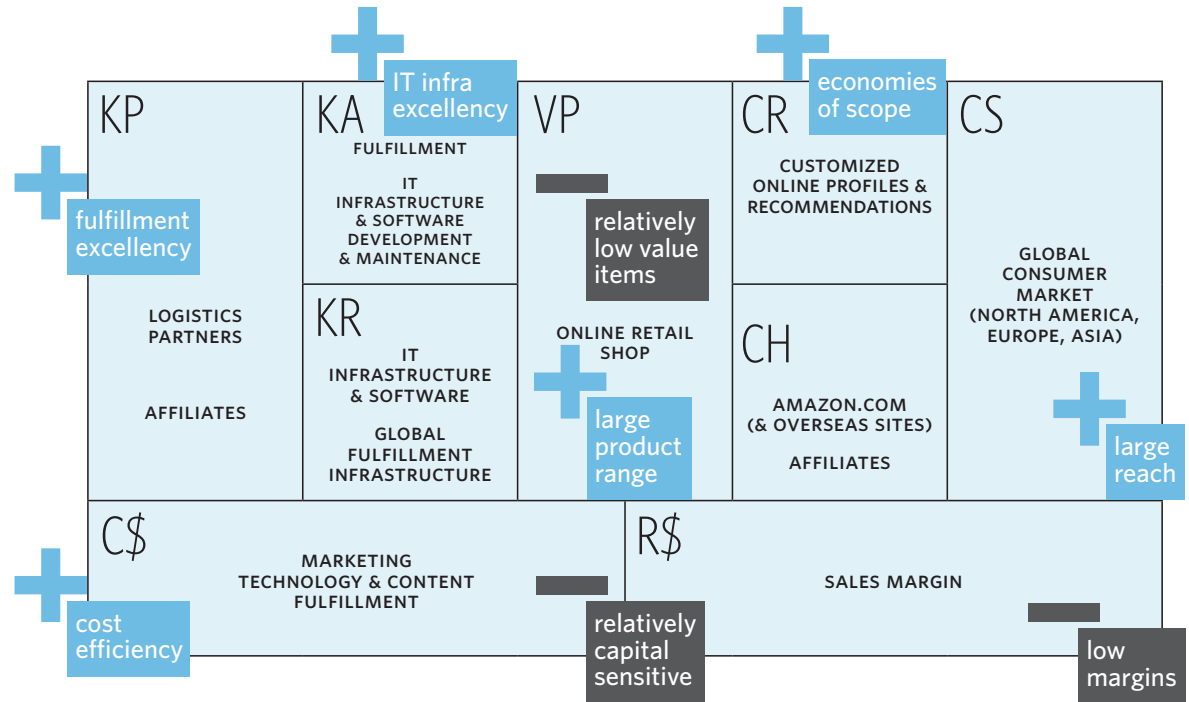 KP
fulfillment
excellency
LOGISTICS
PARTNERS
AFFILIATES
KA
IT infra
excellency
FULFILLMENT
IT
INFRASTRUCTURE
& SOFTWARE
DEVELOPMENT
& MAINTENANCE
KR
IT
INFRASTRUCTURE
& SOFTWARE
GLOBAL
FULFILLMENT
INFRASTRUCTURE
VP
relatively
low value
items
ONLINE RETAIL
SHOP
large
product
range
CR
economies
of scope
CUSTOMIZED
ONLINE PROFILES &
RECOMMENDATIONS
CH
AMAZON.COM
(& OVERSEAS SITES)
AFFILIATES
CS
GLOBAL
CONSUMER
MARKET
(NORTH AMERICA,
EUROPE, ASIA)
large
reach
C$
MARKETING
TECHNOLOGY & CONTENT
FULFILLMENT
cost
efficiency
relatively
capital
sensitive
R$
SALES MARGIN
low
margins